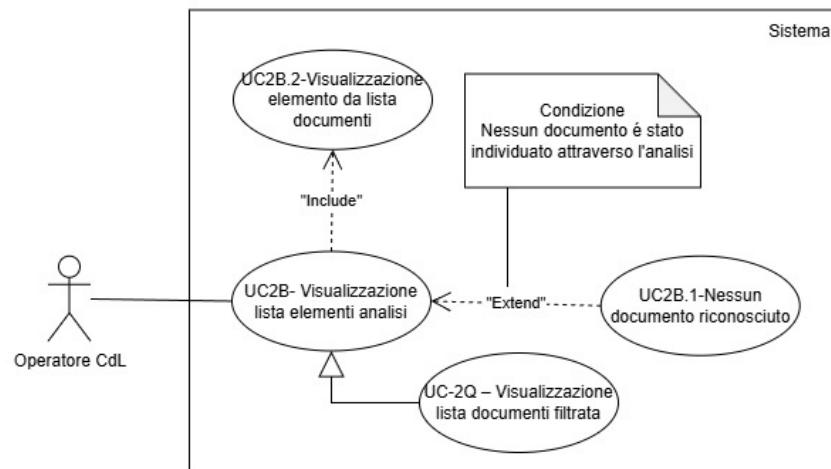 Sistema
UC2B.2-Visualizzazione
elemento da lista
documenti
Condizione
Nessun documento é stato
individuato attraverso l'analisi
"Include"
UC2B- Visualizzazione
lista elementi analisi
"Extend"
UC2B.1-Nessun
documento riconosciuto
Operatore CdL
UC-2Q – Visualizzazione
lista documenti filtrata